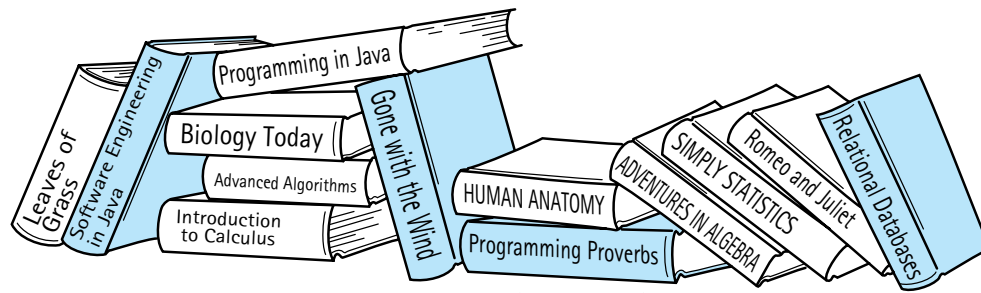 Leaves of
Grass
Software Engineering
in Java
Programming in Java
Biology Today
Advanced Algorithms
Introduction
to Calculus
Gone with the Wind
HUMAN ANATOMY
Programming Proverbs
ADVENTURES IN ALGEBRA
SIMPLY STATISTICS
Romeo and Juliet
Relational Databases